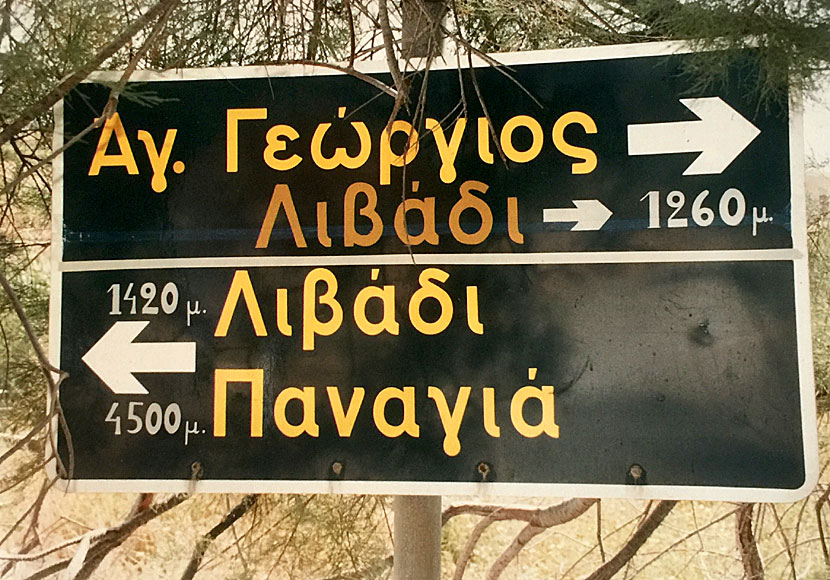 Αγ. Γεώργιος
Λιβάδι 1260 μ.
1420 μ. Λιβάδι
4500 μ. Παναγιά